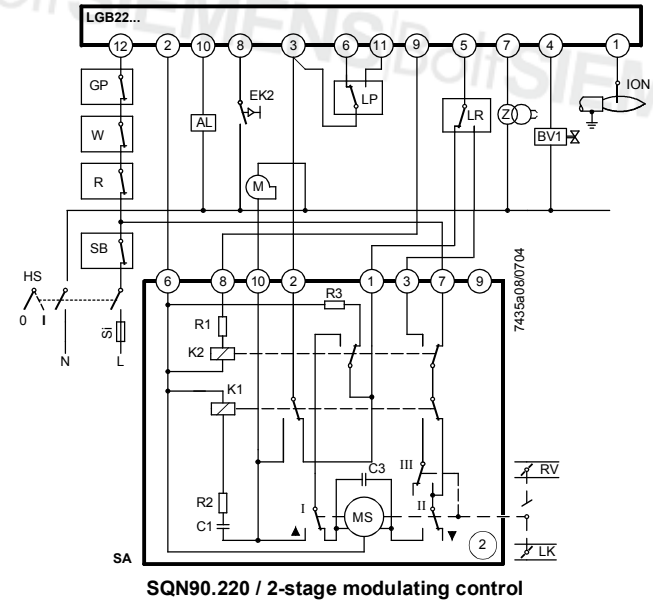 LGB22...
12 2 10 8 3 6 11 9 5 7 4 1
GP
EK2
LP
LR
ION
W
AL
Z
BV1
R
M
SB
HS
0 I
Si
N L
7435a08/0704
6 8 10 2 1 3 7 9
R3
R1
K2
K1
C3
III
R2
I
MS
II
C1
2
RV
LK
SA
SQN90.220 / 2-stage modulating control
SIEMENS